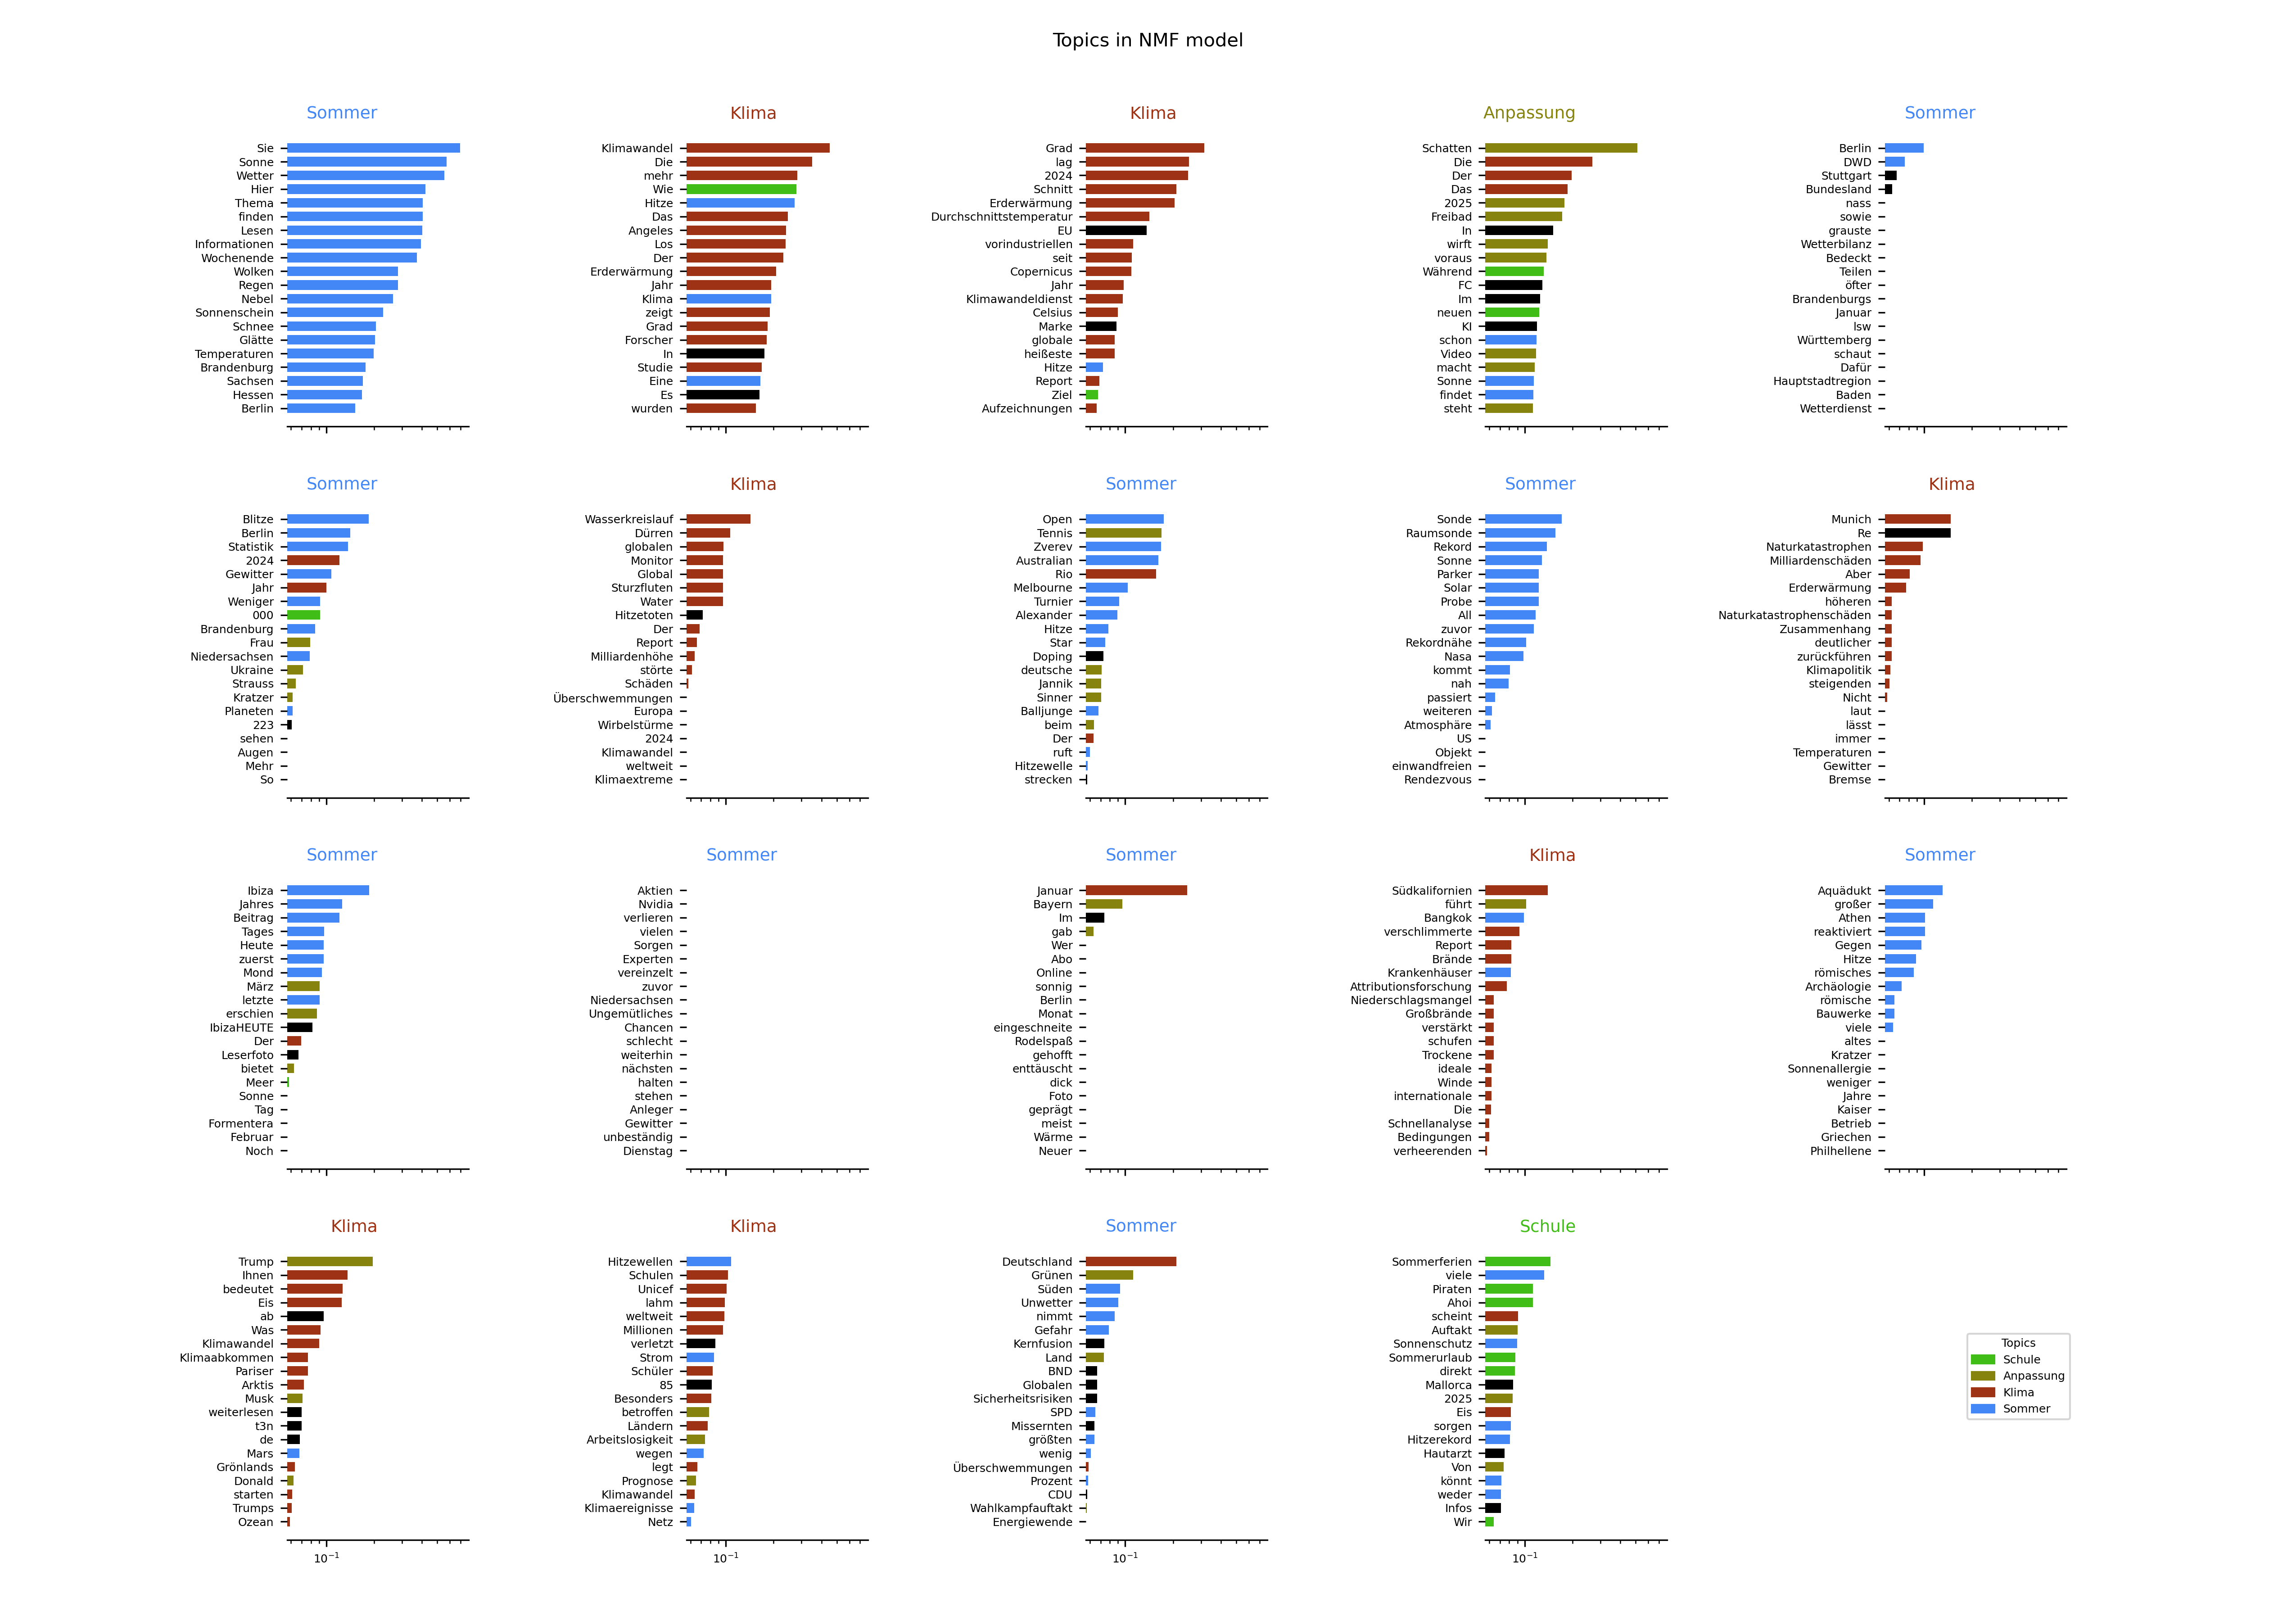 Topics in NMF model
Sommer
Sie
Sonne
Wetter
Hier
Thema
finden
Lesen
Informationen
Wochenende
Wolken
Regen
Nebel
Sonnenschein
Schnee
Glätte
Temperaturen
Brandenburg
Sachsen
Hessen
Berlin
Klima
Klimawandel
Die
mehr
Wie
Hitze
Das
Angeles
Los
Der
Erderwärmung
Jahr
Klima
zeigt
Grad
Forscher
In
Studie
Eine
Es
wurden
Klima
Grad
lag
2024
Schnitt
Erderwärmung
Durchschnittstemperatur
EU
vorindustriellen
seit
Copernicus
Jahr
Klimawandeldienst
Celsius
Marke
globale
heißeste
Hitze
Report
Ziel
Aufzeichnungen
Anpassung
Schatten
Die
Der
Das
2025
Freibad
In
wirft
voraus
Während
FC
Im
neuen
KI
schon
Video
macht
Sonne
findet
steht
Sommer
Berlin
DWD
Stuttgart
Bundesland
nass
sowie
grauste
Wetterbilanz
Bedeckt
Teilen
öfter
Brandenburgs
Januar
lsw
Württemberg
schaut
Dafür
Hauptstadtregion
Baden
Wetterdienst
Sommer
Blitze
Berlin
Statistik
2024
Gewitter
Jahr
Weniger
000
Brandenburg
Frau
Niedersachsen
Ukraine
Strauss
Kratzer
Planeten
223
sehen
Augen
Mehr
So
Klima
Wasserkreislauf
Dürren
globalen
Monitor
Global
Sturzfluten
Water
Hitzetoten
Der
Report
Milliardenhöhe
störte
Schäden
Überschwemmungen
Europa
Wirbelstürme
2024
Klimawandel
weltweit
Klimaextreme
Sommer
Open
Tennis
Zverev
Australian
Rio
Melbourne
Turnier
Alexander
Hitze
Star
Doping
deutsche
Jannik
Sinner
Balljunge
beim
Der
ruft
Hitzewelle
strecken
Sommer
Sonde
Raumsonde
Rekord
Sonne
Parker
Solar
Probe
All
zuvor
Rekordnähe
Nasa
kommt
nah
passiert
weiteren
Atmosphäre
US
Objekt
einwandfreien
Rendezvous
Klima
Munich
Re
Naturkatastrophen
Milliardenschäden
Aber
Erderwärmung
höheren
Naturkatastrophenschäden
Zusammenhang
deutlicher
zurückführen
Klimapolitik
steigenden
Nicht
laut
lässt
immer
Temperaturen
Gewitter
Bremse
Sommer
Ibiza
Jahres
Beitrag
Tages
Heute
zuerst
Mond
März
letzte
erschien
IbizaHEUTE
Der
Leserfoto
bietet
Meer
Sonne
Tag
Formentera
Februar
Noch
Sommer
Aktien
Nvidia
verlieren
vielen
Sorgen
Experten
vereinzelt
zuvor
Niedersachsen
Ungemütliches
Chancen
schlecht
weiterhin
nächsten
halten
stehen
Anleger
Gewitter
unbeständig
Dienstag
Sommer
Januar
Bayern
Im
gab
Wer
Abo
Online
sonnig
Berlin
Monat
eingeschneite
Rodelspaß
gehofft
enttäuscht
dick
Foto
geprägt
meist
Wärme
Neuer
Klima
Südkalifornien
führt
Bangkok
verschlimmerte
Report
Brände
Krankenhäuser
Attributionsforschung
Niederschlagsmangel
Großbrände
verstärkt
schufen
Trockene
ideale
Winde
internationale
Die
Schnellanalyse
Bedingungen
verheerenden
Sommer
Aquädukt
großer
Athen
reaktiviert
Gegen
Hitze
römisches
Archäologie
römische
Bauwerke
viele
altes
Kratzer
Sonnenallergie
weniger
Jahre
Kaiser
Betrieb
Griechen
Philhellene
Klima
Trump
Ihnen
bedeutet
Eis
ab
Was
Klimawandel
Klimaabkommen
Pariser
Arktis
Musk
weiterlesen
t3n
de
Mars
Grönlands
Donald
starten
Trumps
Ozean
10⁻¹
Klima
Hitzewellen
Schulen
Unicef
lahm
weltweit
Millionen
verletzt
Strom
Schüler
85
Besonders
betroffen
Ländern
Arbeitslosigkeit
wegen
legt
Prognose
Klimawandel
Klimaereignisse
Netz
10⁻¹
Sommer
Deutschland
Grünen
Süden
Unwetter
nimmt
Gefahr
Kernfusion
Land
BND
Globalen
Sicherheitsrisiken
SPD
Missernten
größten
wenig
Überschwemmungen
Prozent
CDU
Wahlkampfauftakt
Energiewende
10⁻¹
Schule
Sommerferien
viele
Piraten
Ahoi
scheint
Auftakt
Sonnenschutz
Sommerurlaub
direkt
Mallorca
2025
Eis
sorgen
Hitzerekord
Hautarzt
Von
könnt
weder
Infos
Wir
10⁻¹
Topics
Schule
Anpassung
Klima
Sommer